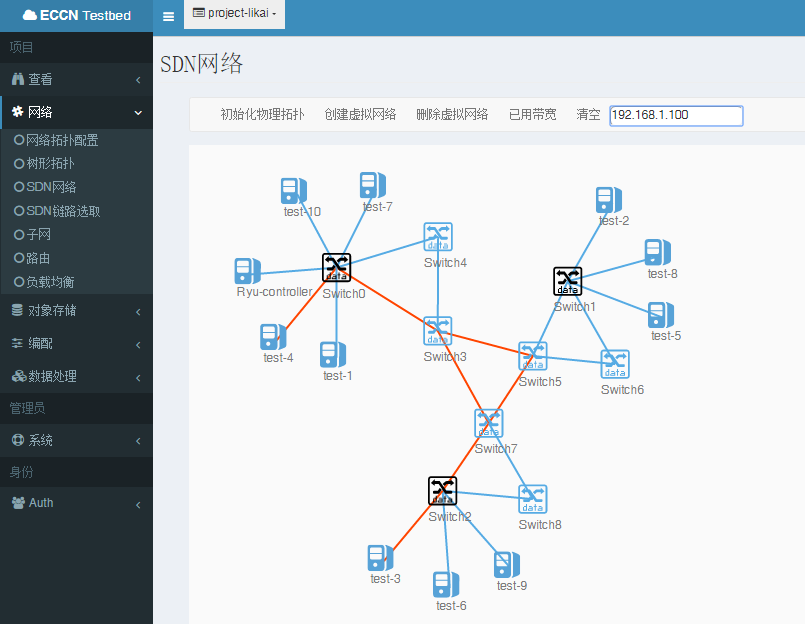 ECCN Testbed
project-likai
项目
查看
网络
网络拓扑配置
树形拓扑
SDN网络
SDN链路选取
子网
路由
负载均衡
对象存储
编配
数据处理
管理员
系统
身份
Auth
SDN网络
初始化物理拓扑 创建虚拟网络 删除虚拟网络 已用带宽 清空 192.168.1.100
test-10
test-7
data
Switch4
test-2
test-8
Ryu-controller
data
Switch0
data
Switch1
test-4
test-1
data
Switch3
test-5
data
Switch5
data
Switch6
data
Switch7
data
Switch2
data
Switch8
test-3
test-6
test-9